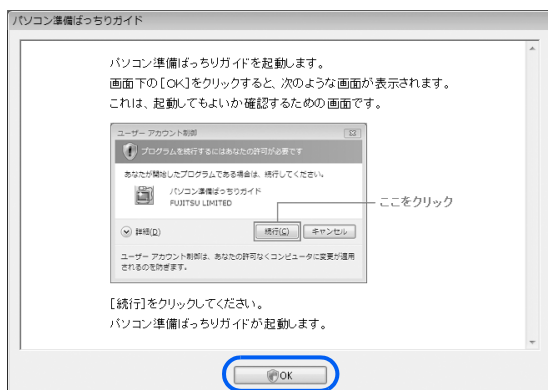 パソコン準備ばっちりガイド
パソコン準備ばっちりガイドを起動します。
画面下の[OK]をクリックすると、次のような画面が表示されます。
これは、起動してもよいか確認するための画面です。
ユーザー アカウント制御
プログラムを続行するにはあなたの許可が必要です
あなたが開始したプログラムである場合は、続行してください。
パソコン準備ばっちりガイド
FUJITSU LIMITED
ここをクリック
詳細(D)
続行(C)
キャンセル
ユーザー アカウント制御は、あなたの許可なくコンピュータに変更が適用
されるのを防ぎます。
[続行]をクリックしてください。
パソコン準備ばっちりガイドが起動します。
OK